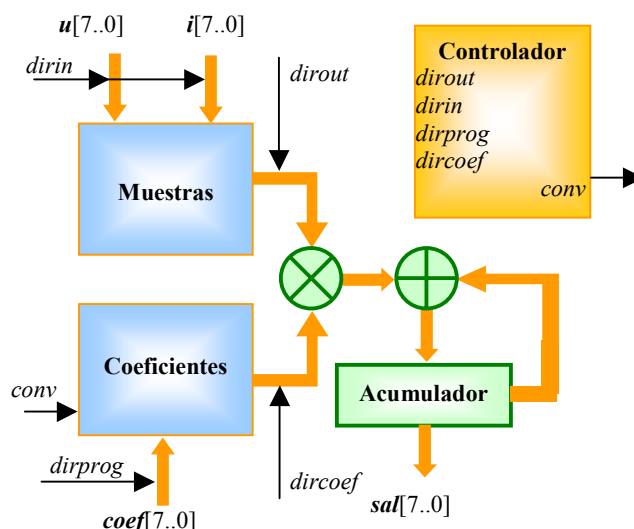 u[7..0]
i[7..0]
dirin
dirout
Muestras
Controlador
dirout
dirin
dirprog
dircoef
conv
Coeficientes
conv
Acumulador
dirprog
dircoef
coef[7..0]
sal[7..0]